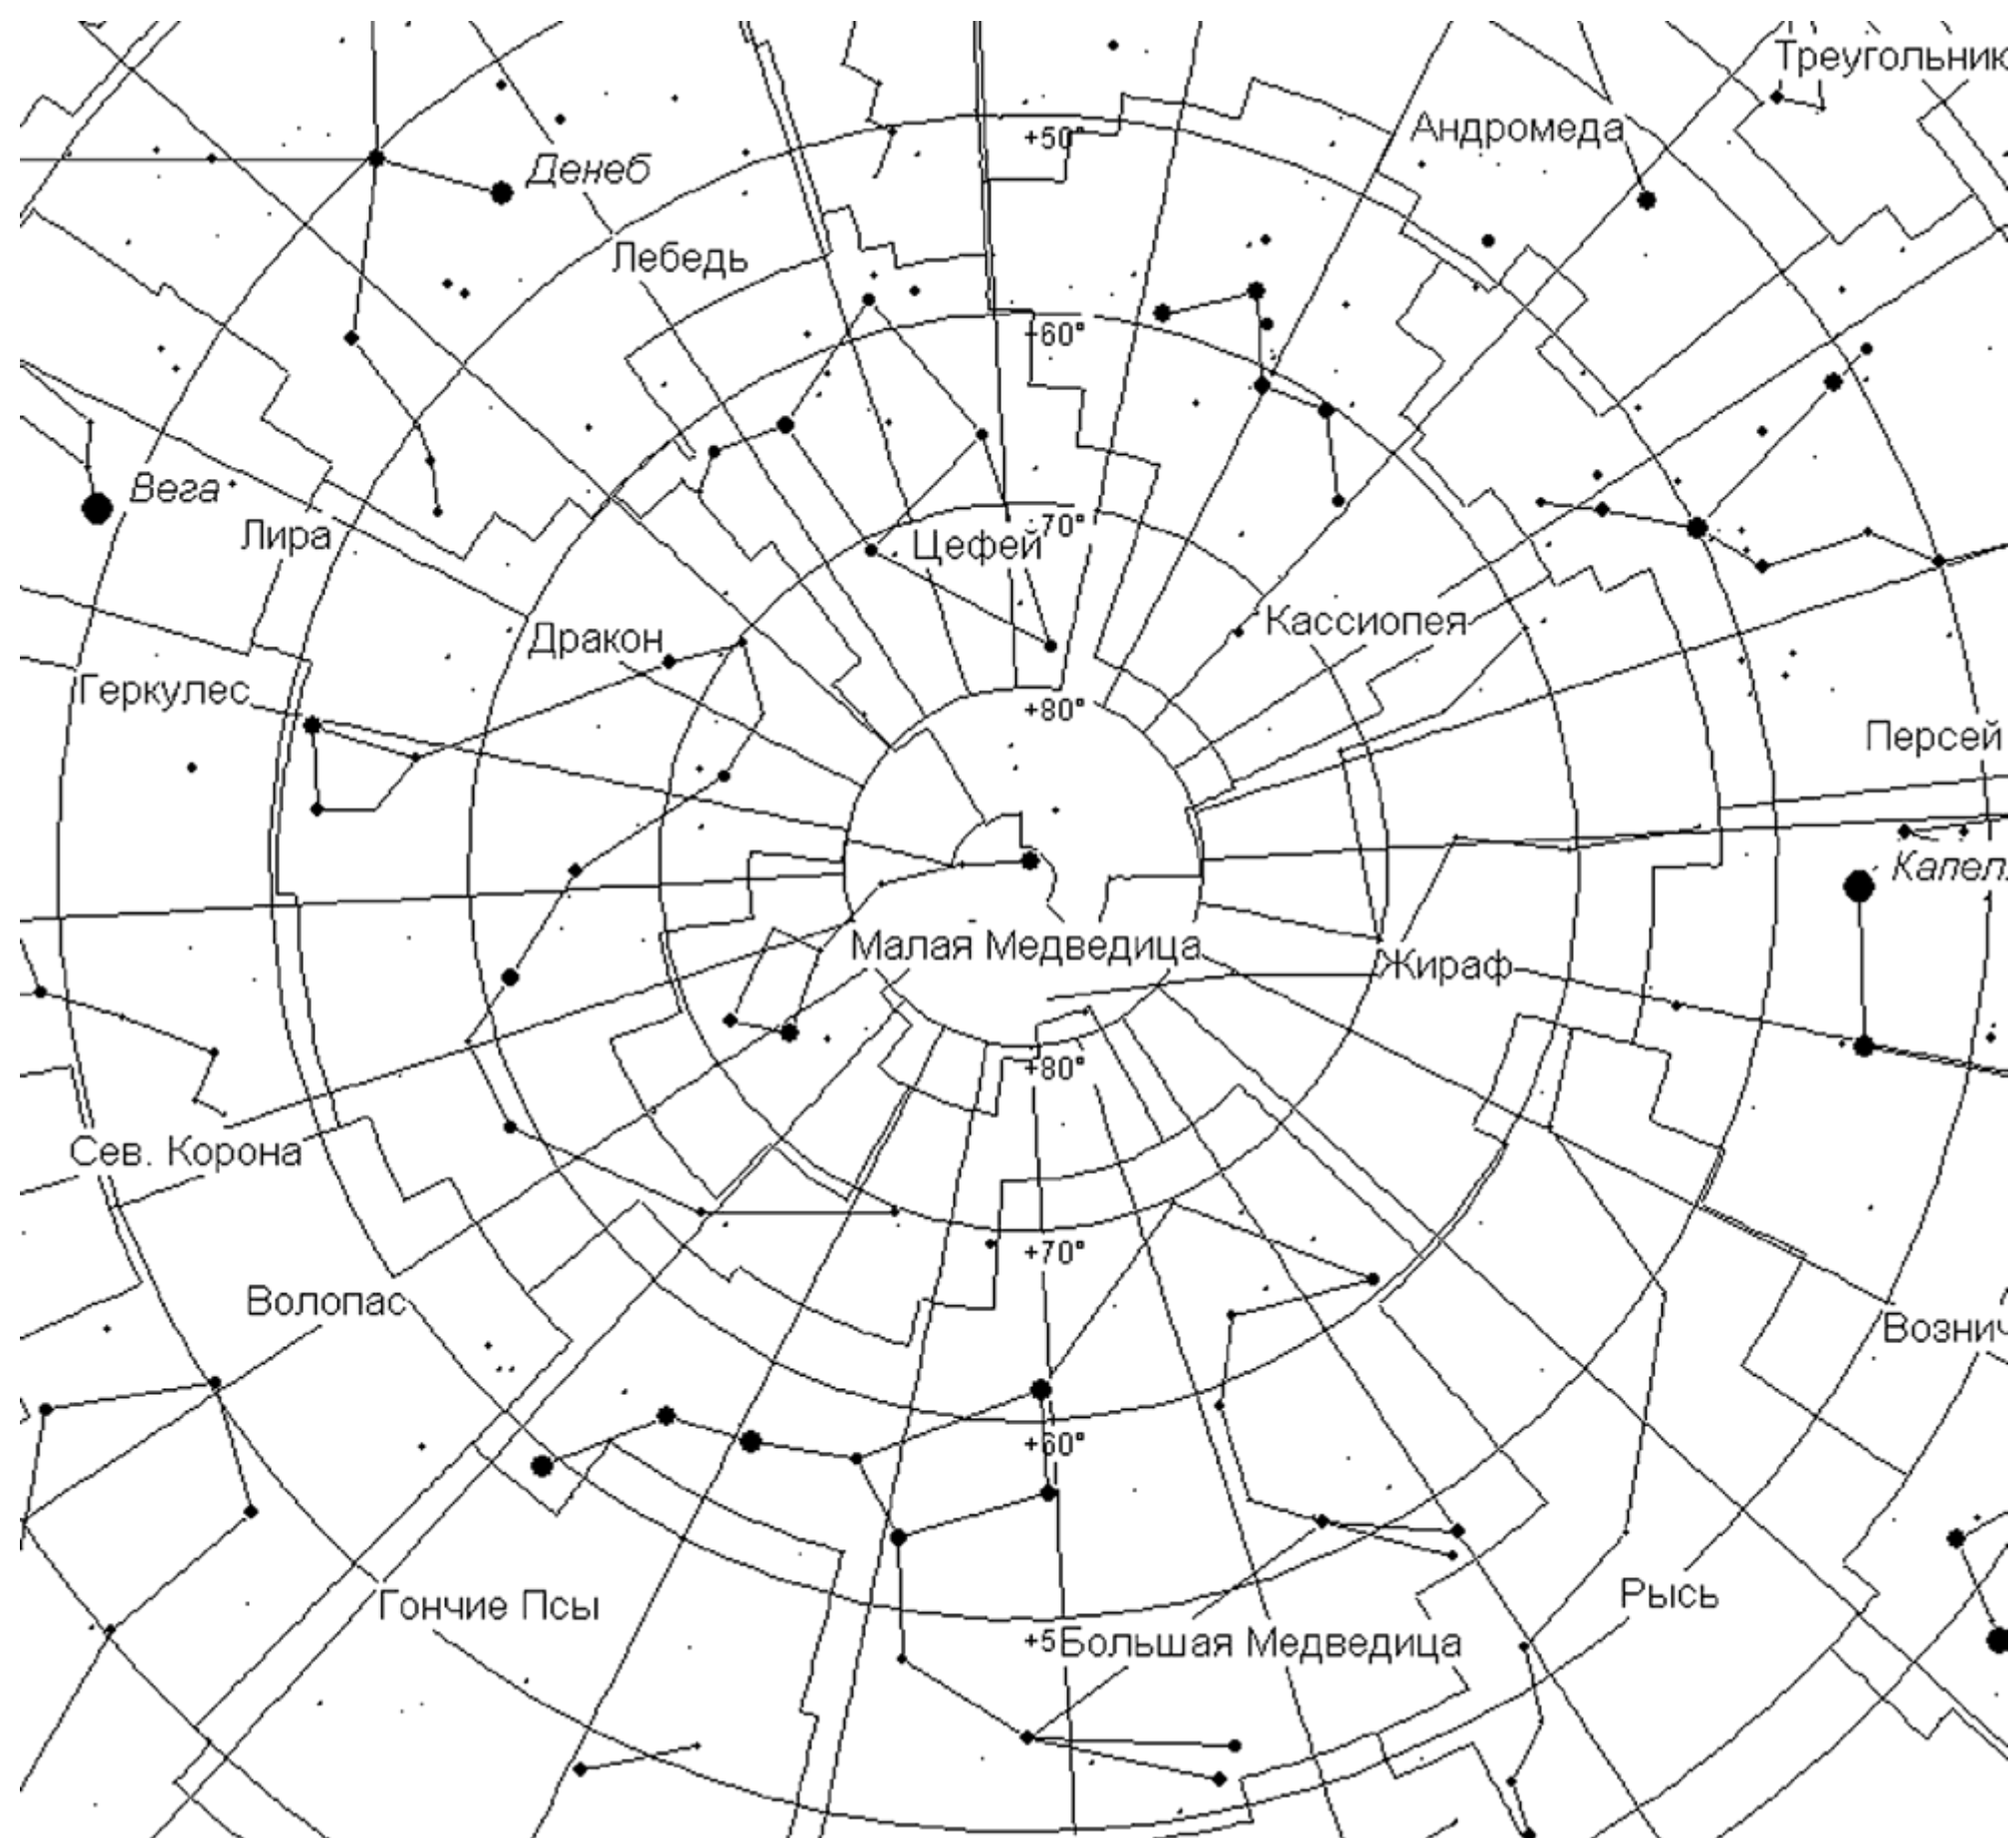 Треугольник
Андромеда
+50°
Денеб
Лебедь
+60°
Вега
Лира
70°
Цефей
Кассиопея
Дракон
Геркулес
+80°
Персей
Малая Медведица
Жираф
+80°
Сев. Корона
+70°
Волопас
+60°
Рысь
Гончие Псы
+5
Большая Медведица